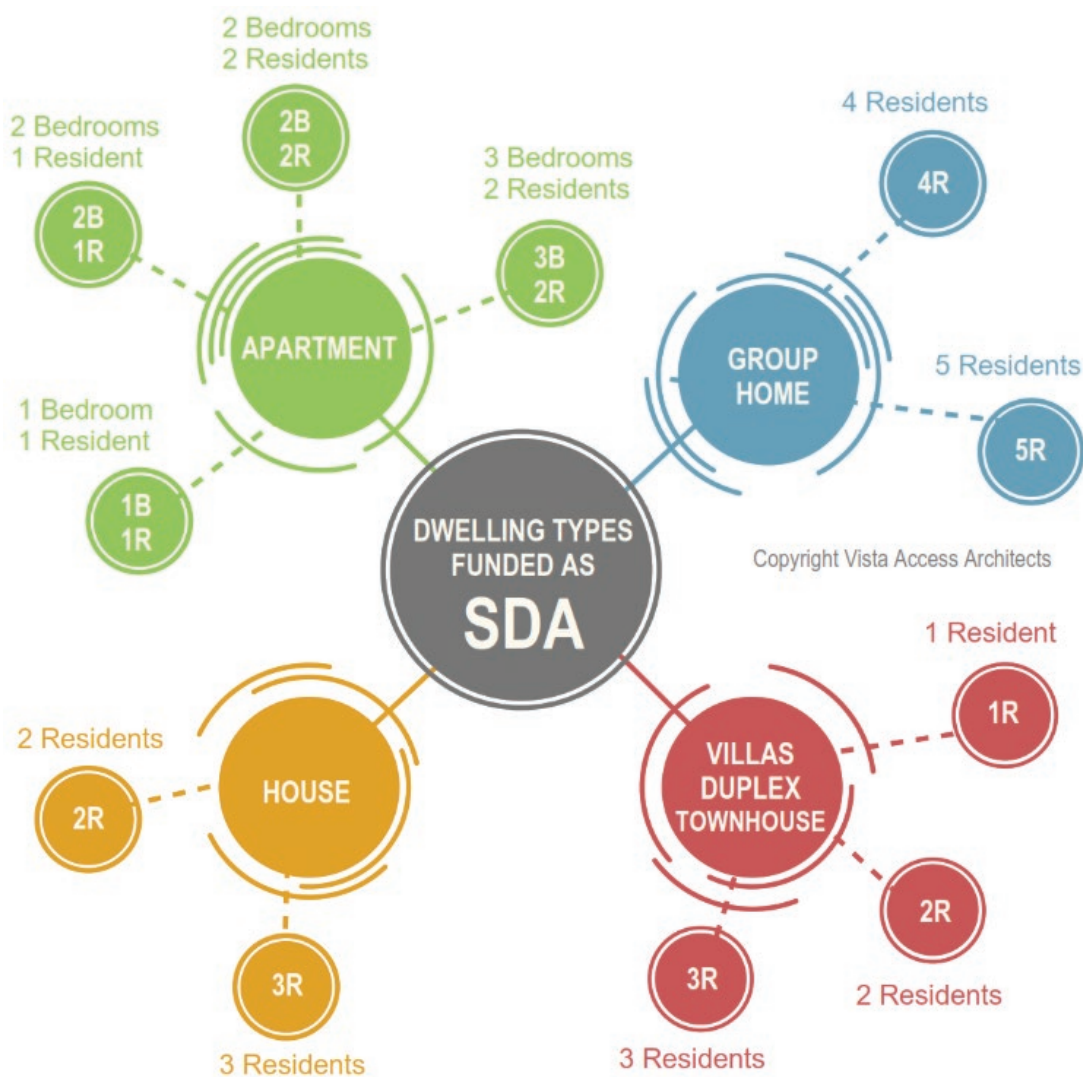 2 Bedrooms
2 Residents
2B
2R
2 Bedrooms
1 Resident
2B
1R
3 Bedrooms
2 Residents
3B
2R
APARTMENT
1 Bedroom
1 Resident
1B
1R
4 Residents
4R
GROUP
HOME
5 Residents
5R
DWELLING TYPES
FUNDED AS
SDA
Copyright Vista Access Architects
2 Residents
2R
HOUSE
3R
3 Residents
1 Resident
1R
VILLAS
DUPLEX
TOWNHOUSE
2R
2 Residents
3R
3 Residents